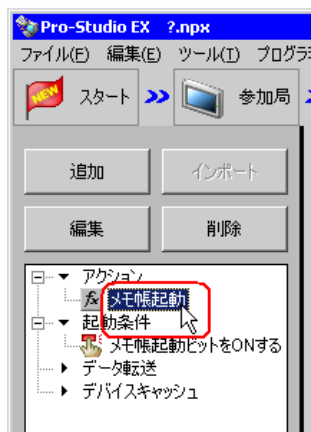 Pro-Studio EX ?.npx
ファイル(F) 編集(E) ツール(T) プログラ
NEW スタート 参加局
追加 インポート
編集 削除
アクション
fx メモ帳起動
起動条件
メモ帳起動ビットをONする
データ転送
デバイスキャッシュ